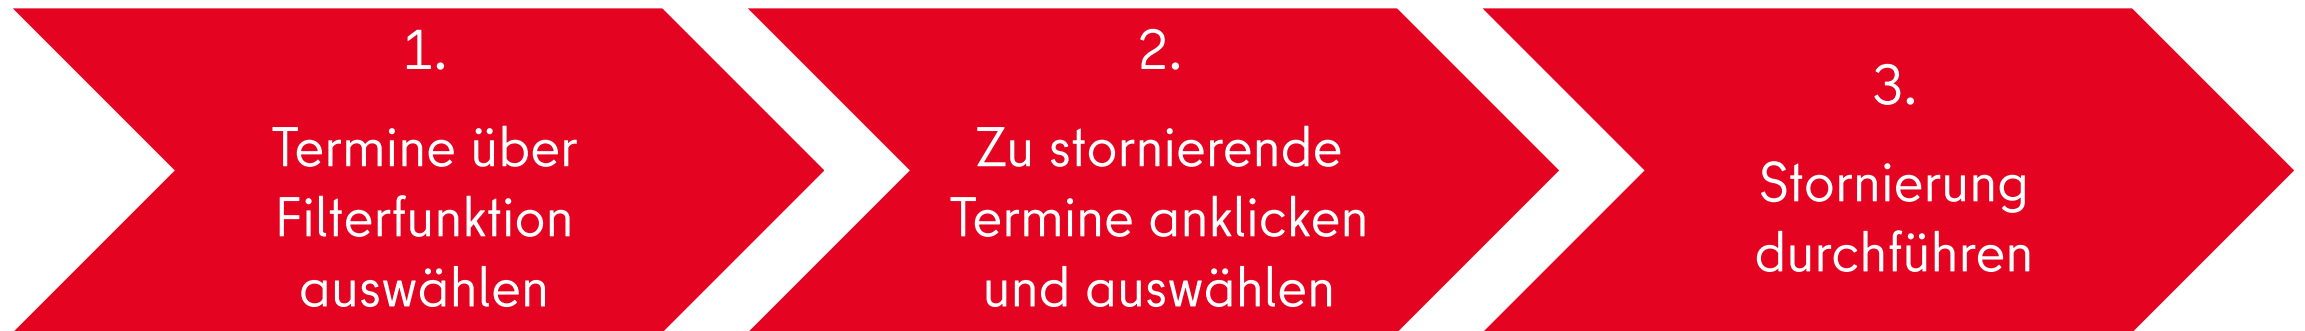 1.
Termine über
Filterfunktion
auswählen
2.
Zu stornierende
Termine anklicken
und auswählen
3.
Stornierung
durchführen